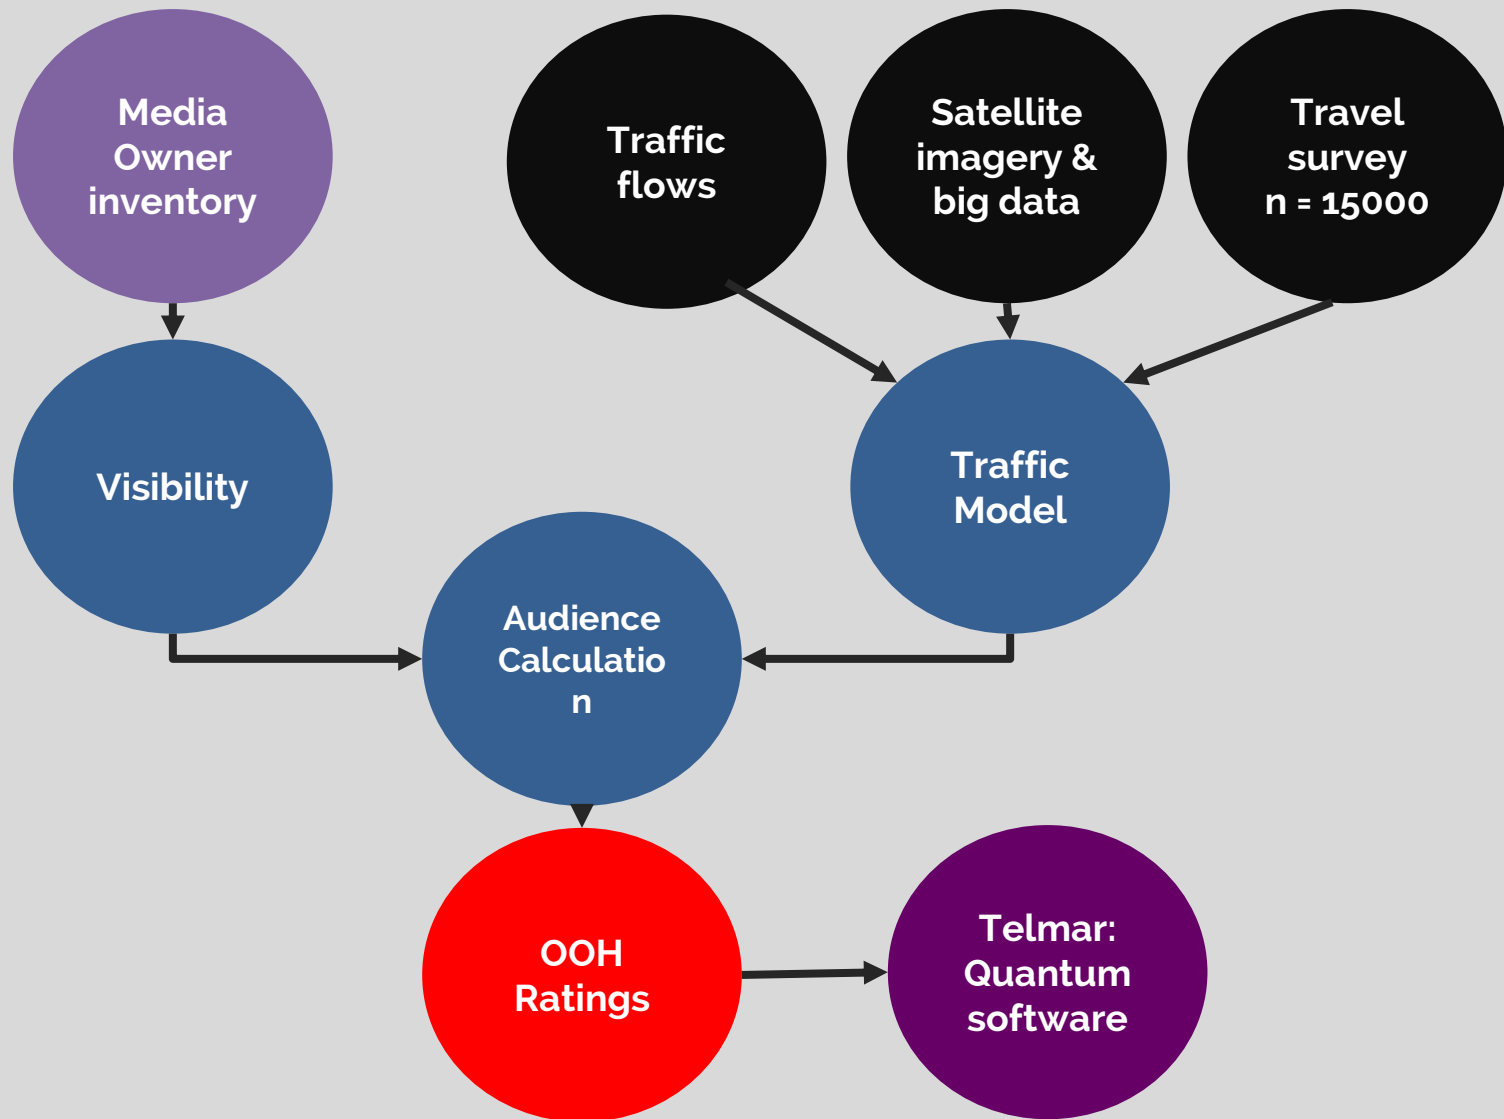 Media
Owner
inventory
Traffic
flows
Satellite
imagery &
big data
Travel
survey
n = 15000
Visibility
Traffic
Model
Audience
Calculatio
n
OOH
Ratings
Telmar:
Quantum
software